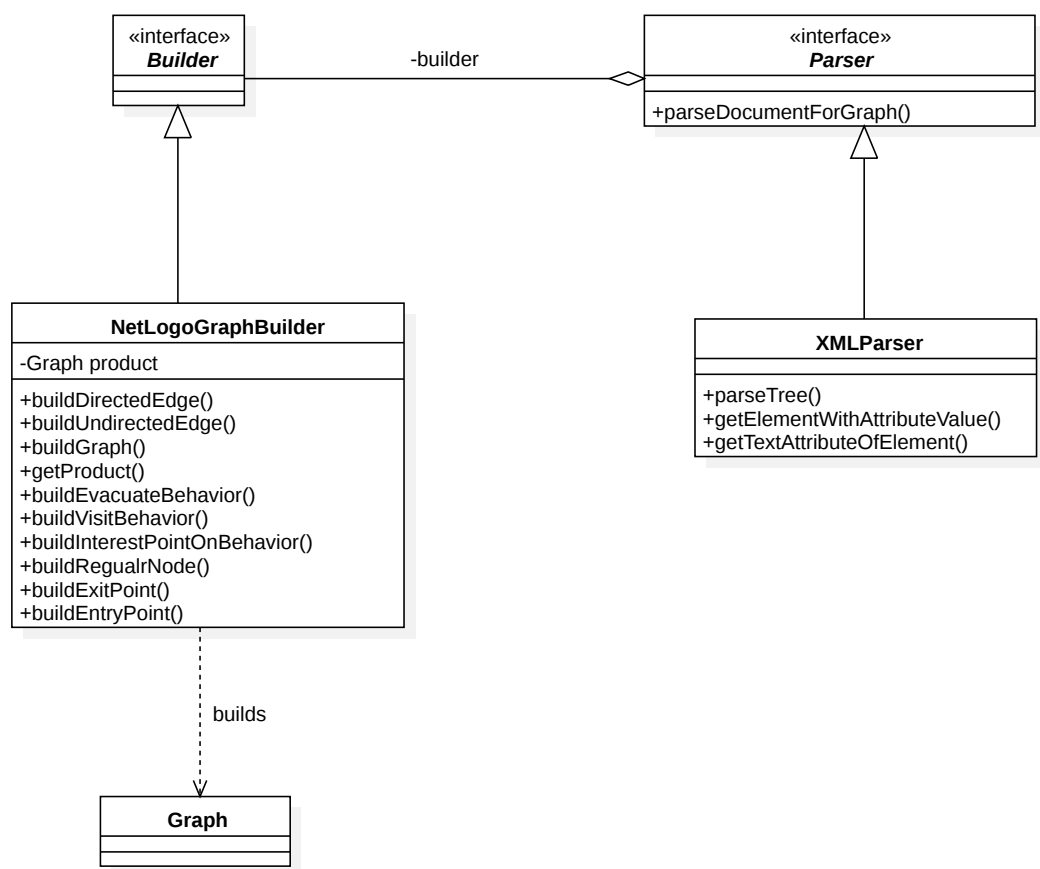 «interface»
Builder
-builder
«interface»
Parser
+parseDocumentForGraph()
NetLogoGraphBuilder
-Graph product
+buildDirectedEdge()
+buildUndirectedEdge()
+buildGraph()
+getProduct()
+buildEvacuateBehavior()
+buildVisitBehavior()
+buildInterestPointOnBehavior()
+buildRegualrNode()
+buildExitPoint()
+buildEntryPoint()
XMLParser
+parseTree()
+getElementWithAttributeValue()
+getTextAttributeOfElement()
builds
Graph